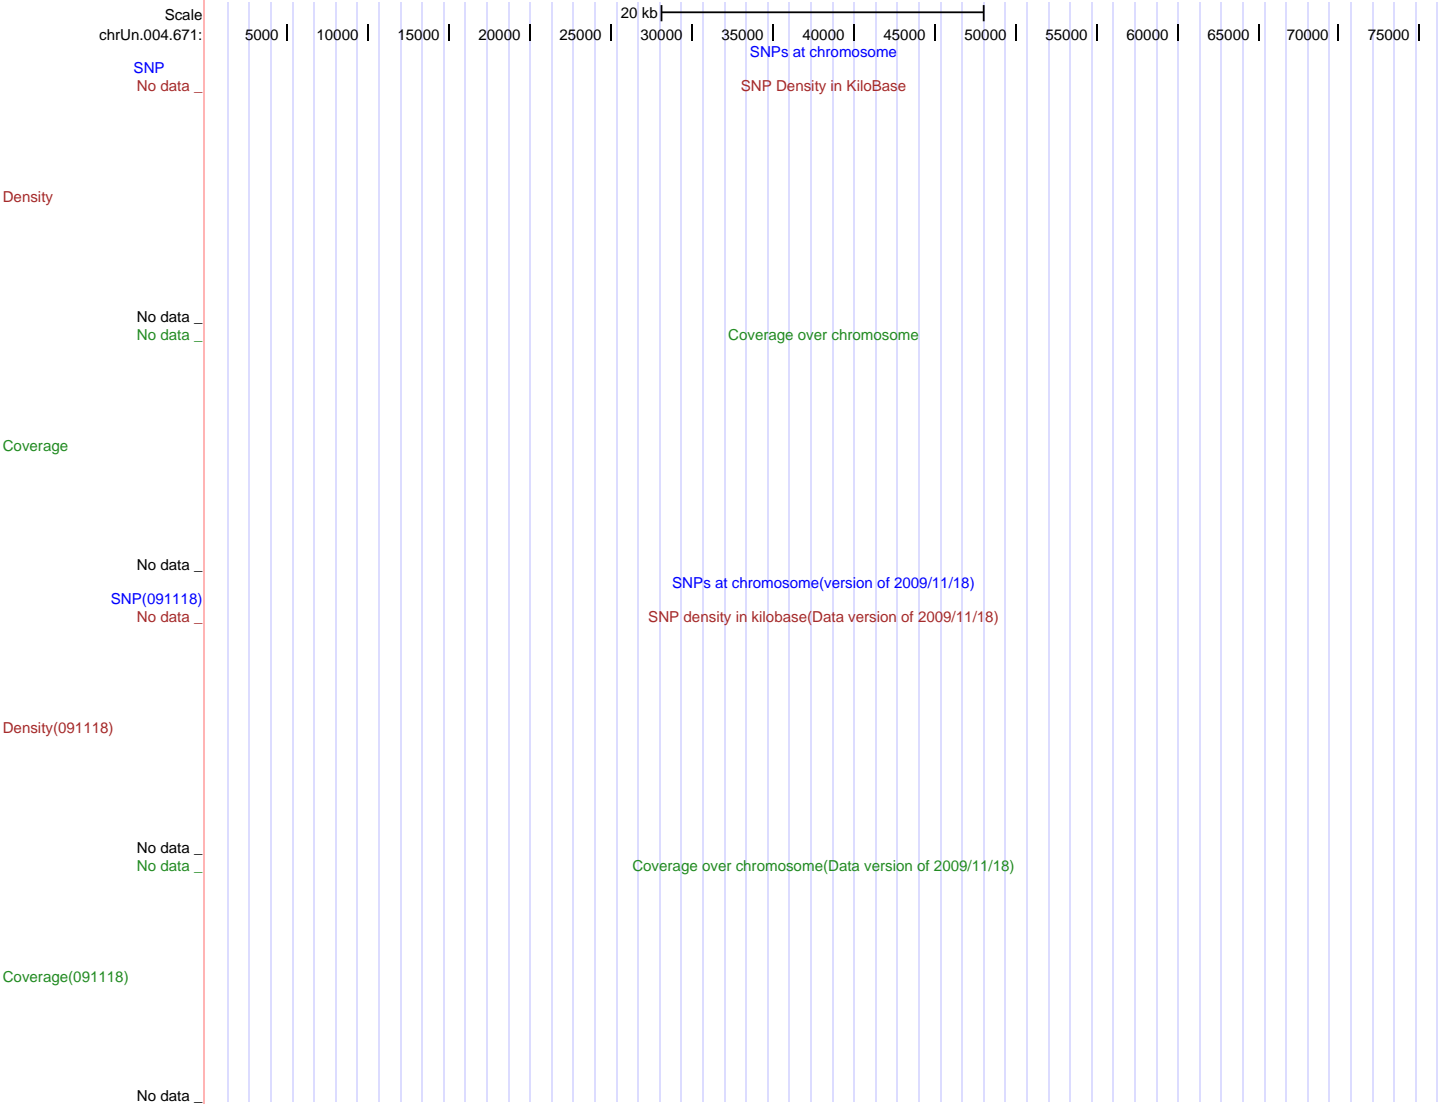 Scale 20 kb
chrUn.004.671: 5000 10000 15000 20000 25000 30000 35000 40000 45000 50000 55000 60000 65000 70000 75000
SNPs at chromosome
SNP
No data _ SNP Density in KiloBase
Density
No data _
No data _ Coverage over chromosome
Coverage
No data _
SNPs at chromosome(version of 2009/11/18)
SNP(091118)
No data _ SNP density in kilobase(Data version of 2009/11/18)
Density(091118)
No data _
No data _ Coverage over chromosome(Data version of 2009/11/18)
Coverage(091118)
No data _